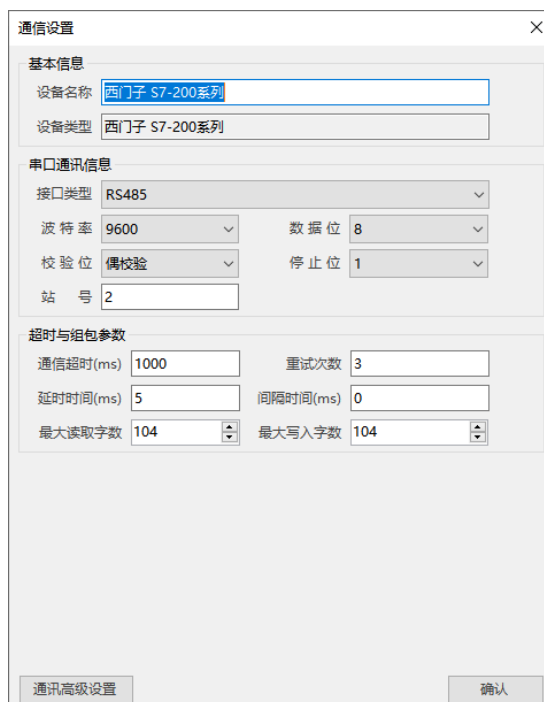 通信设置
基本信息
设备名称 西门子 S7-200系列
设备类型 西门子 S7-200系列
串口通讯信息
接口类型 RS485
波特率 9600 数据位 8
校验位 偶校验 停止位 1
站号 2
超时与组包参数
通信超时(ms) 1000 重试次数 3
延时时间(ms) 5 间隔时间(ms) 0
最大读取字数 104 最大写入字数 104
通讯高级设置 确认